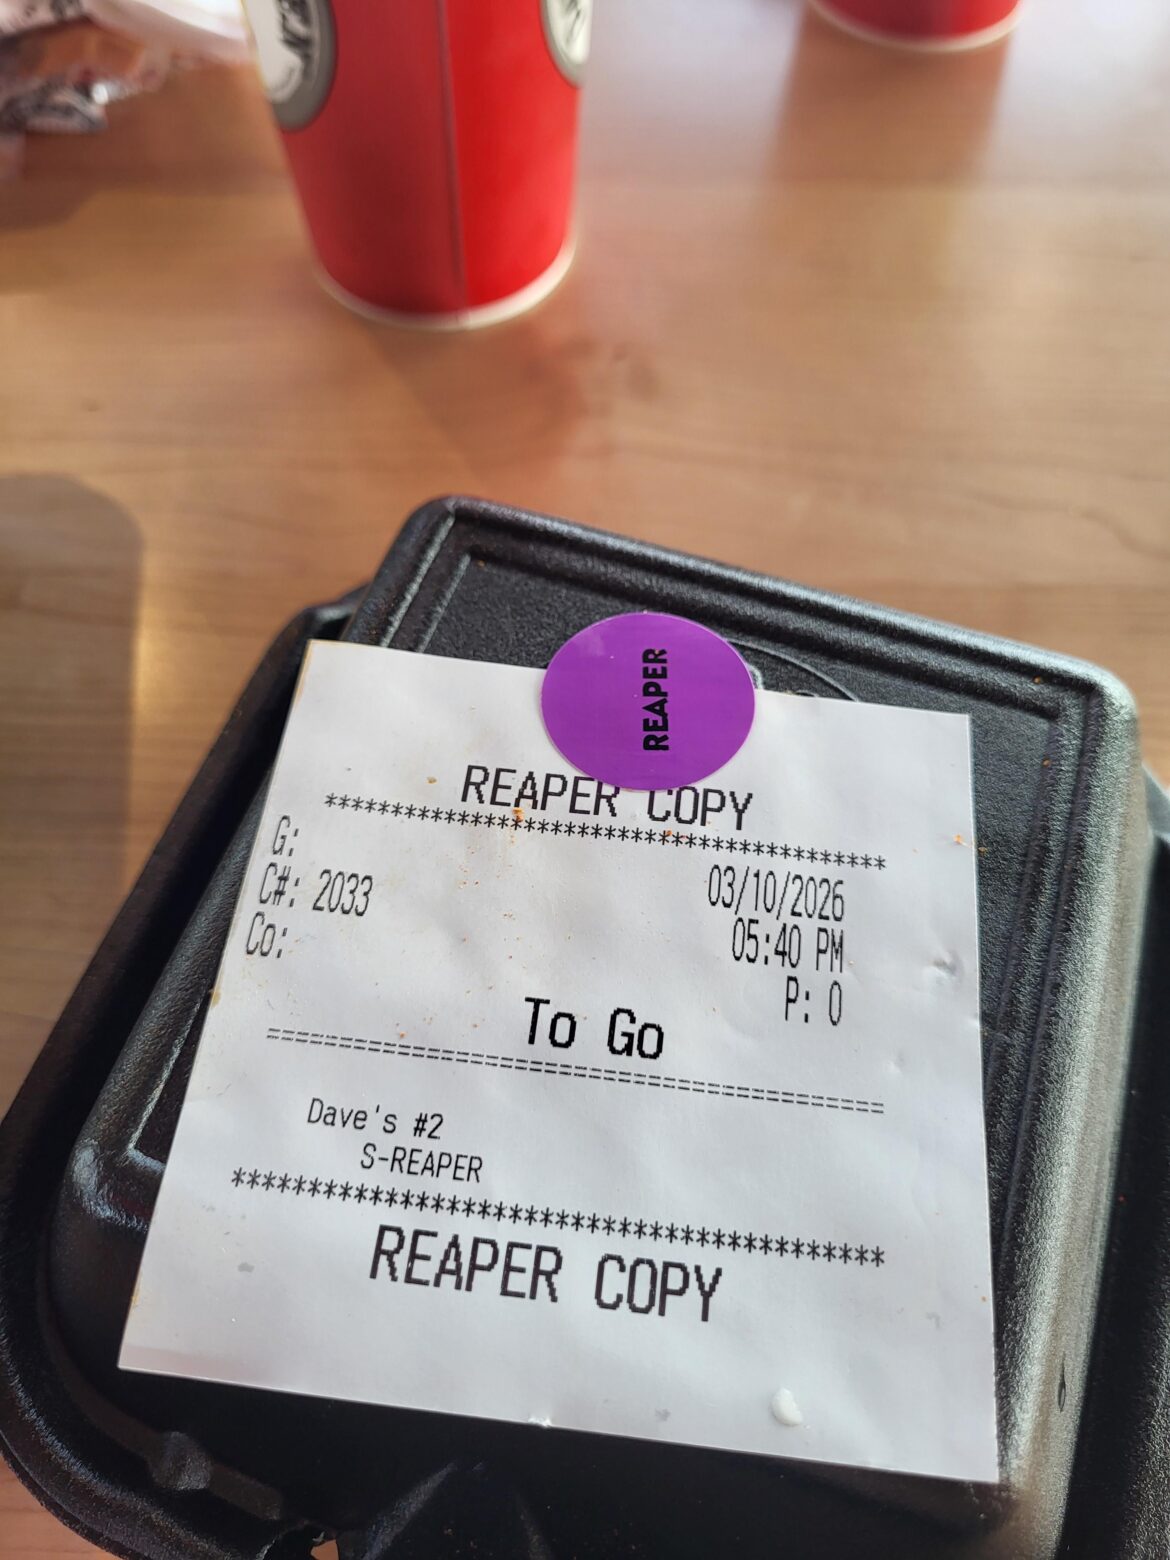 REAPER
REAPER COPY
******************************************
G:
C#: 2033
Co:
03/10/2026
05:40 PM
P: 0
To Go
==========================================
Dave's #2
S-REAPER
******************************************
REAPER COPY